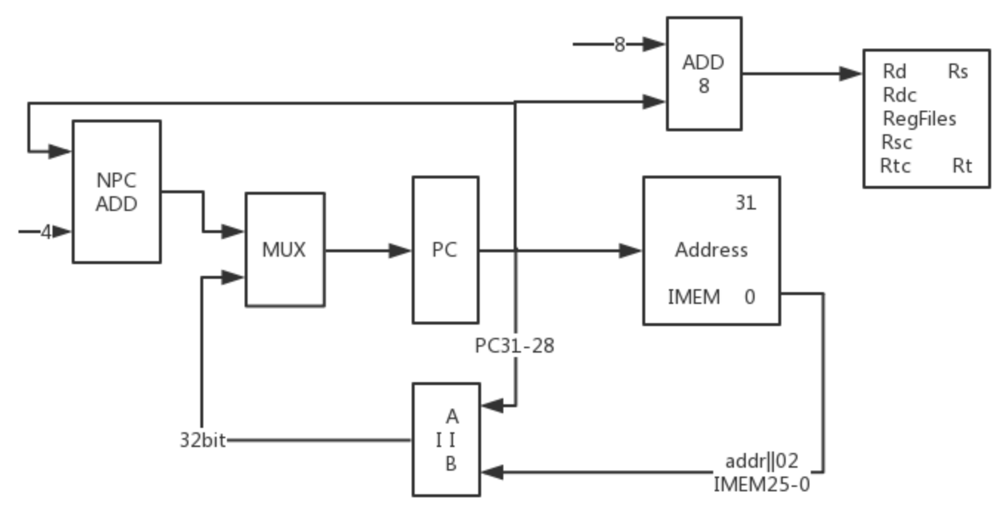 8
ADD
8
Rd Rs
Rdc
RegFiles
Rsc
Rtc Rt
NPC
ADD
4
MUX
PC
31
Address
IMEM 0
PC31-28
A
I I
B
32bit
addr||02
IMEM25-0